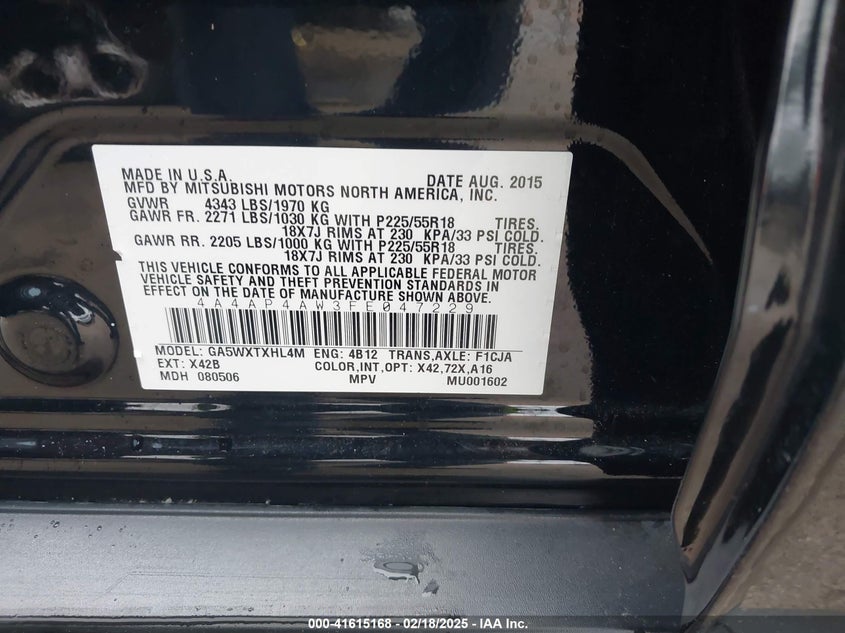 MADE IN U.S.A. DATE AUG. 2015
MFD BY MITSUBISHI MOTORS NORTH AMERICA, INC.
GVWR 4343 LBS/1970 KG
GAWR FR. 2271 LBS/1030 KG WITH P225/55R18 TIRES,
18X7J RIMS AT 230 KPA/33 PSI COLD.
GAWR RR. 2205 LBS/1000 KG WITH P225/55R18 TIRES,
18X7J RIMS AT 230 KPA/33 PSI COLD.
THIS VEHICLE CONFORMS TO ALL APPLICABLE FEDERAL MOTOR
VEHICLE SAFETY AND THEFT PREVENTION STANDARDS IN
EFFECT ON THE DATE OF MANUFACTURE SHOWN ABOVE.
4A4AP4AW3FE047229
MODEL: GA5WXTXHL4M ENG: 4B12 TRANS,AXLE: F1CJA
EXT: X42B COLOR,INT,OPT: X42,72X,A16
MDH 080506 MPV MU001602
000-41615168 - 02/18/2025 - IAA Inc.